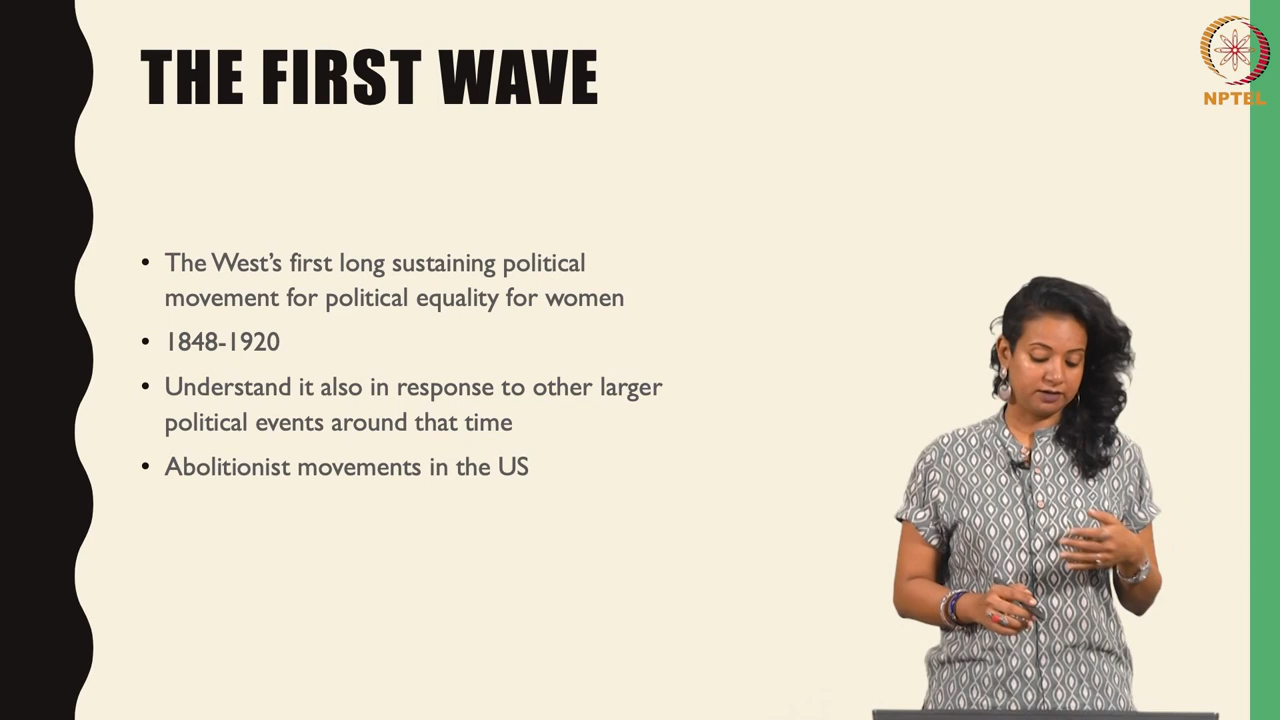 THE FIRST WAVE
NPTEL
• The West's first long sustaining political
movement for political equality for women
• 1848-1920
• Understand it also in response to other larger
political events around that time
• Abolitionist movements in the US